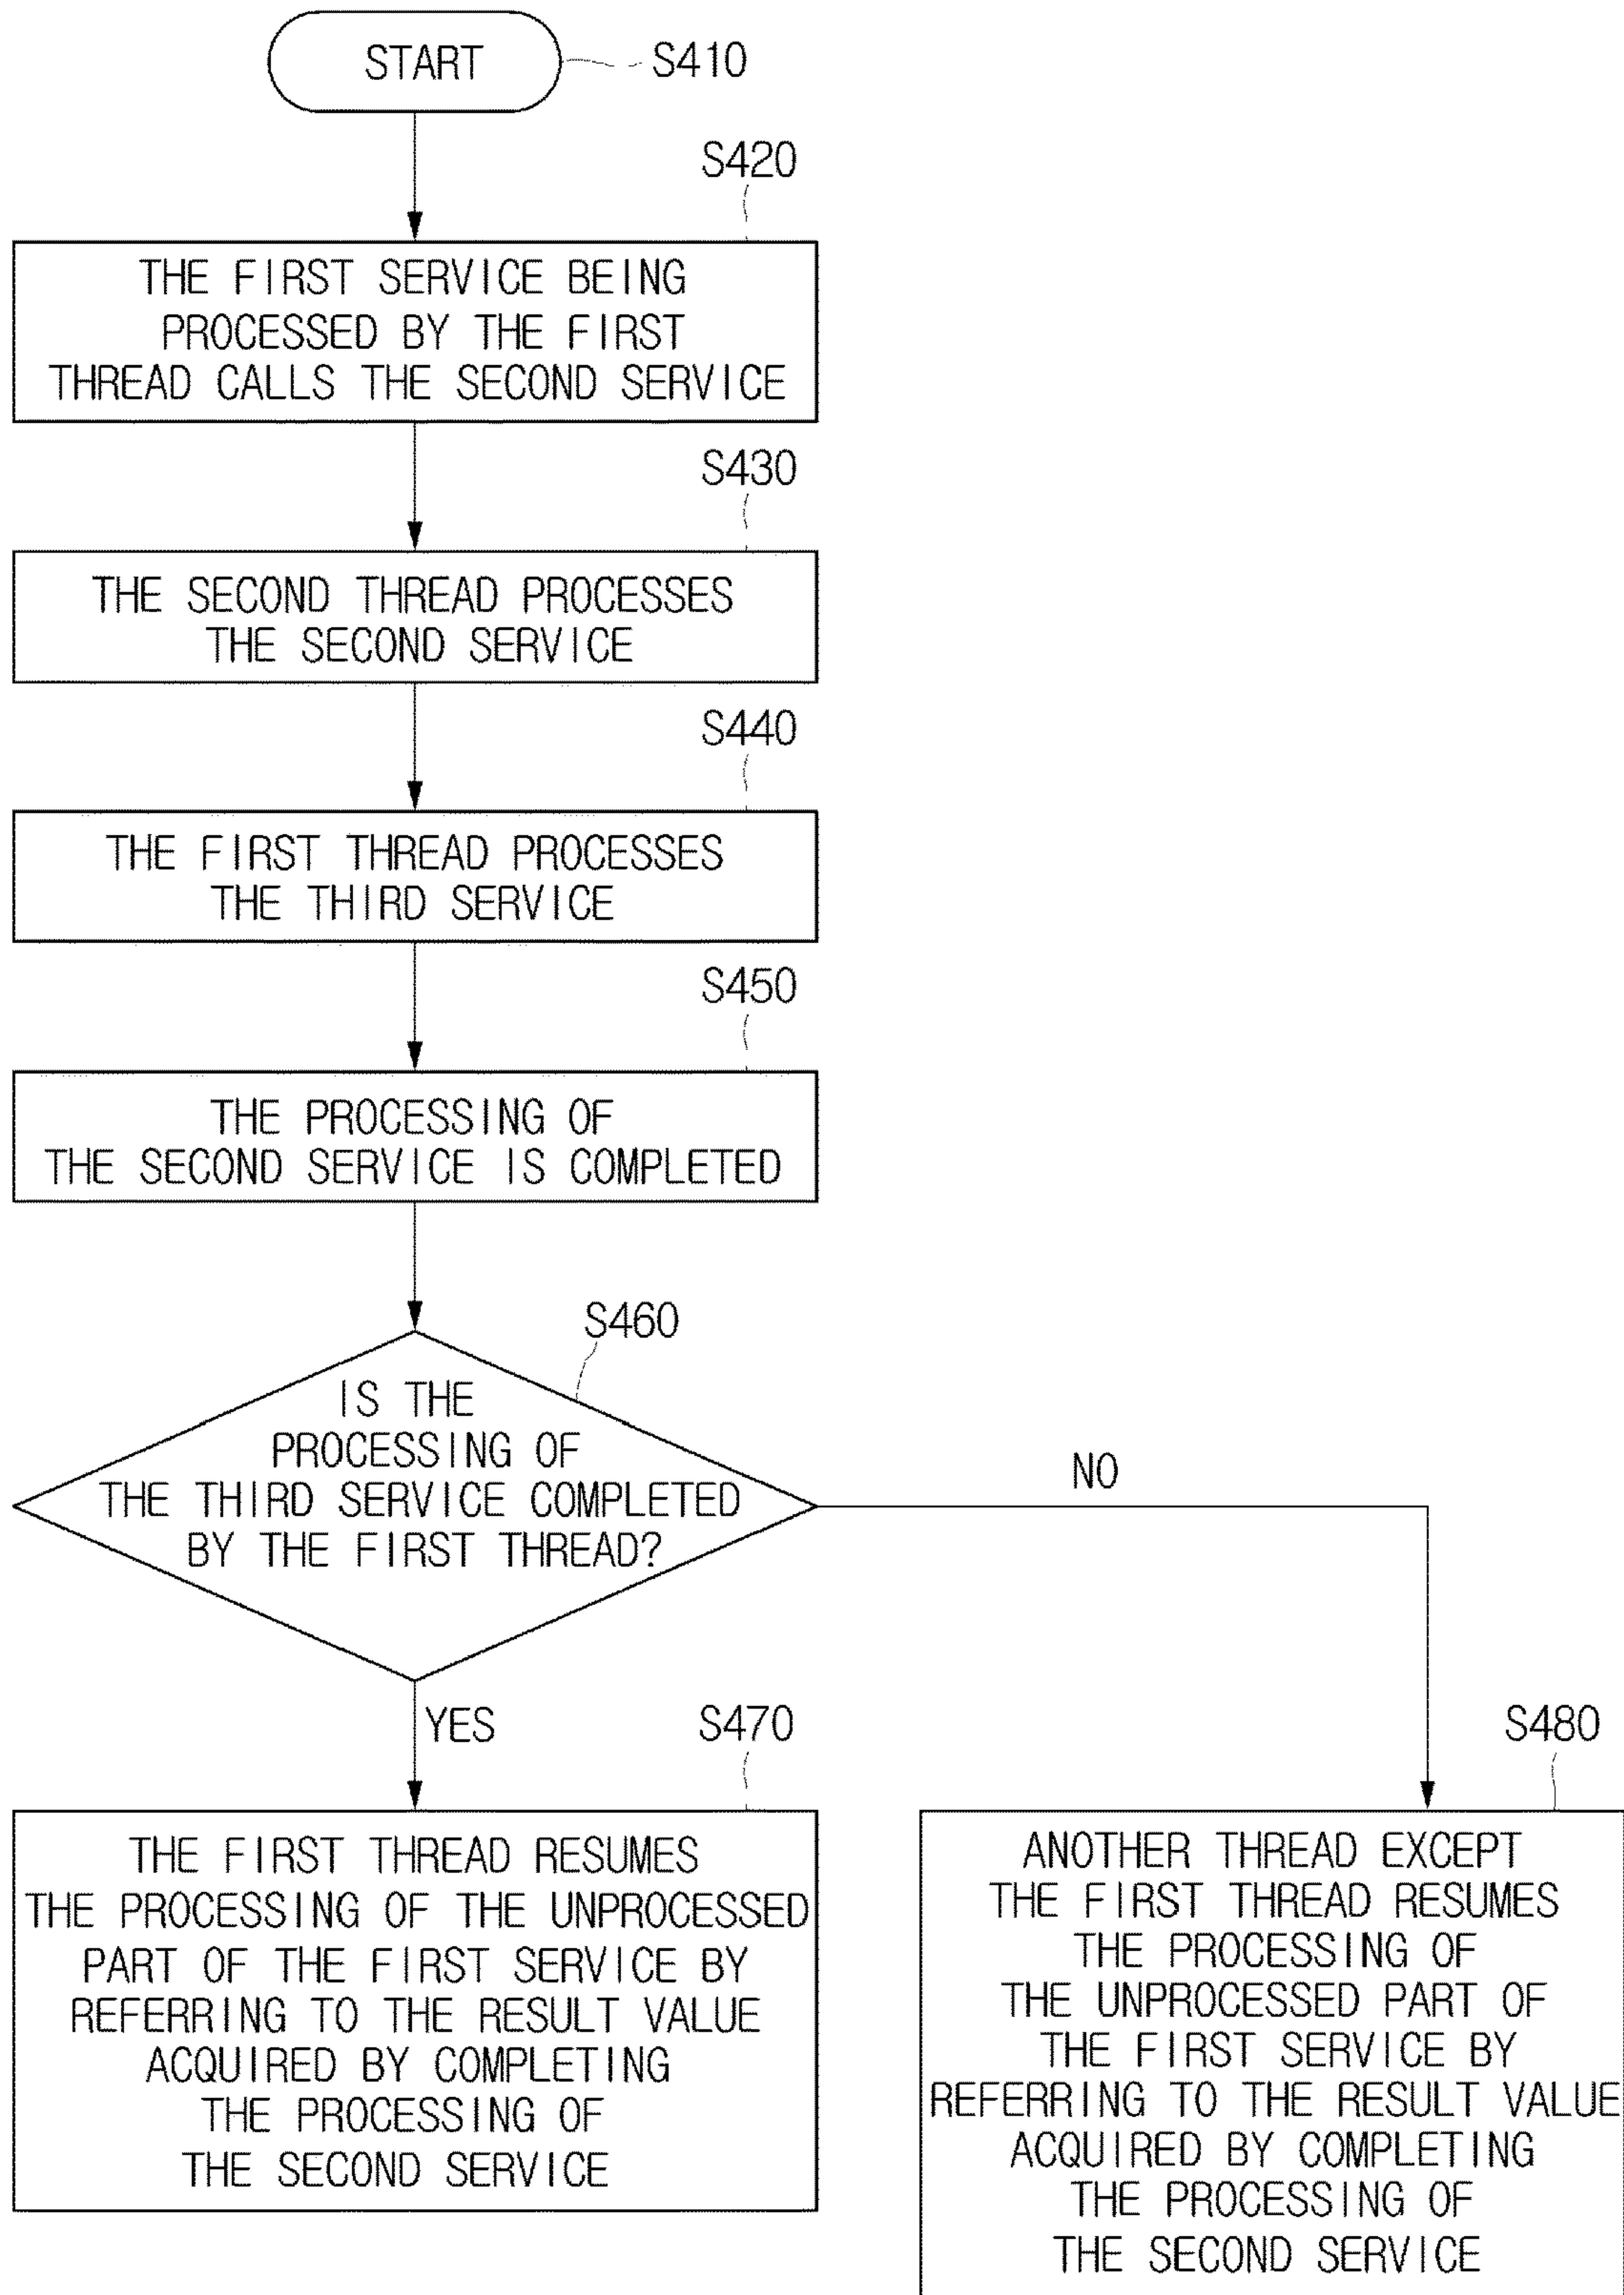 START
S410
S420
THE FIRST SERVICE BEING
PROCESSED BY THE FIRST
THREAD CALLS THE SECOND SERVICE
S430
THE SECOND THREAD PROCESSES
THE SECOND SERVICE
S440
THE FIRST THREAD PROCESSES
THE THIRD SERVICE
S450
THE PROCESSING OF
THE SECOND SERVICE IS COMPLETED
S460
IS THE
PROCESSING OF
THE THIRD SERVICE COMPLETED
BY THE FIRST THREAD?
NO
YES
S470
THE FIRST THREAD RESUMES
THE PROCESSING OF THE UNPROCESSED
PART OF THE FIRST SERVICE BY
REFERRING TO THE RESULT VALUE
ACQUIRED BY COMPLETING
THE PROCESSING OF
THE SECOND SERVICE
S480
ANOTHER THREAD EXCEPT
THE FIRST THREAD RESUMES
THE PROCESSING OF
THE UNPROCESSED PART OF
THE FIRST SERVICE BY
REFERRING TO THE RESULT VALUE
ACQUIRED BY COMPLETING
THE PROCESSING OF
THE SECOND SERVICE